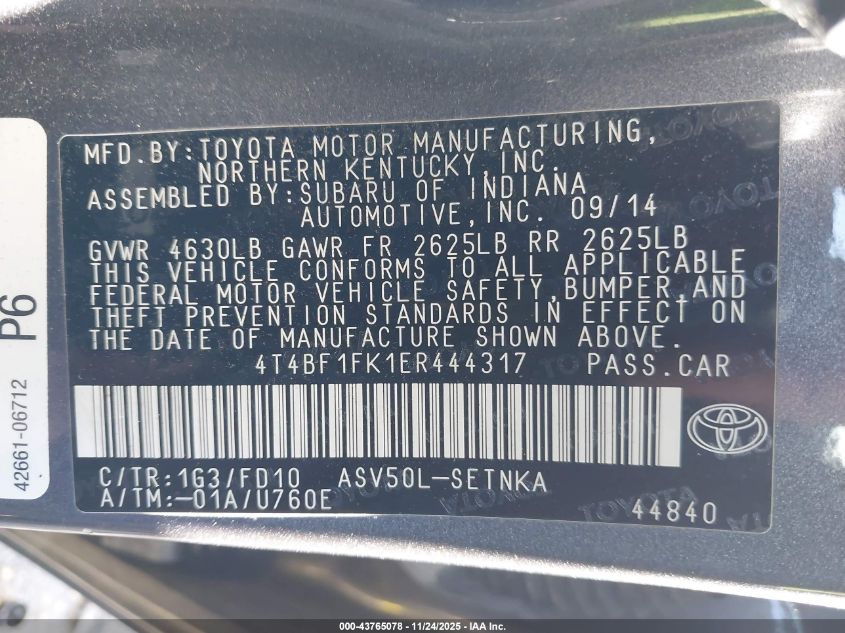 MFD.BY:TOYOTA MOTOR MANUFACTURING,
NORTHERN KENTUCKY,INC.
ASSEMBLED BY:SUBARU OF INDIANA
AUTOMOTIVE,INC. 09/14
GVWR 4630LB GAWR FR 2625LB RR 2625LB
THIS VEHICLE CONFORMS TO ALL APPLICABLE
FEDERAL MOTOR VEHICLE SAFETY,BUMPER,AND
THEFT PREVENTION STANDARDS IN EFFECT ON
THE DATE OF MANUFACTURE SHOWN ABOVE.
4T4BF1FK1ER444317 PASS.CAR
C/TR:1G3/FD10 ASV50L-SETNKA
A/TM:-01A/U760E 44840
P6
42661-06712
000-43765078 - 11/24/2025 - IAA Inc.